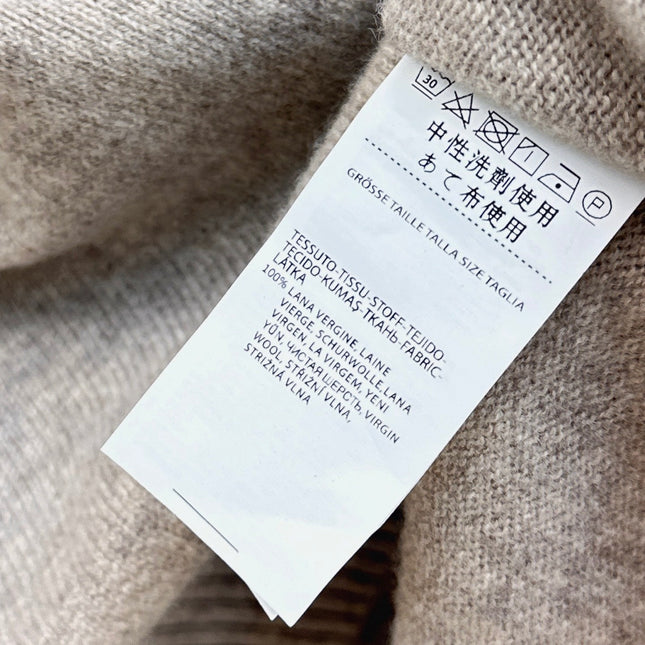 30
P
中性洗剤使用
あて布使用
GRÖSSE TAILLE TALLA SIZE TAGLIA
TESSUTO-TISSU-STOFF-TEJIDO-
TECIDO-KUMAŞ-ТКАНЬ-FABRIC-
LÁTKA
100% LANA VERGINE, LAINE
VIERGE, SCHURWOLLE, LANA
VIRGEN, LA VIRGEM, YENI
YÜN, ЧИСТАЯ ШЕРСТЬ, VIRGIN
WOOL, STŘIŽNÍ VLNA,
STRIŽNÁ VLNA